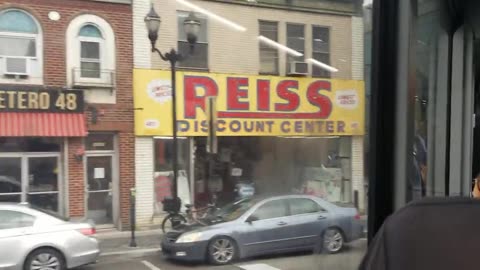 ETERO 48
REISS
DISCOUNT CENTER